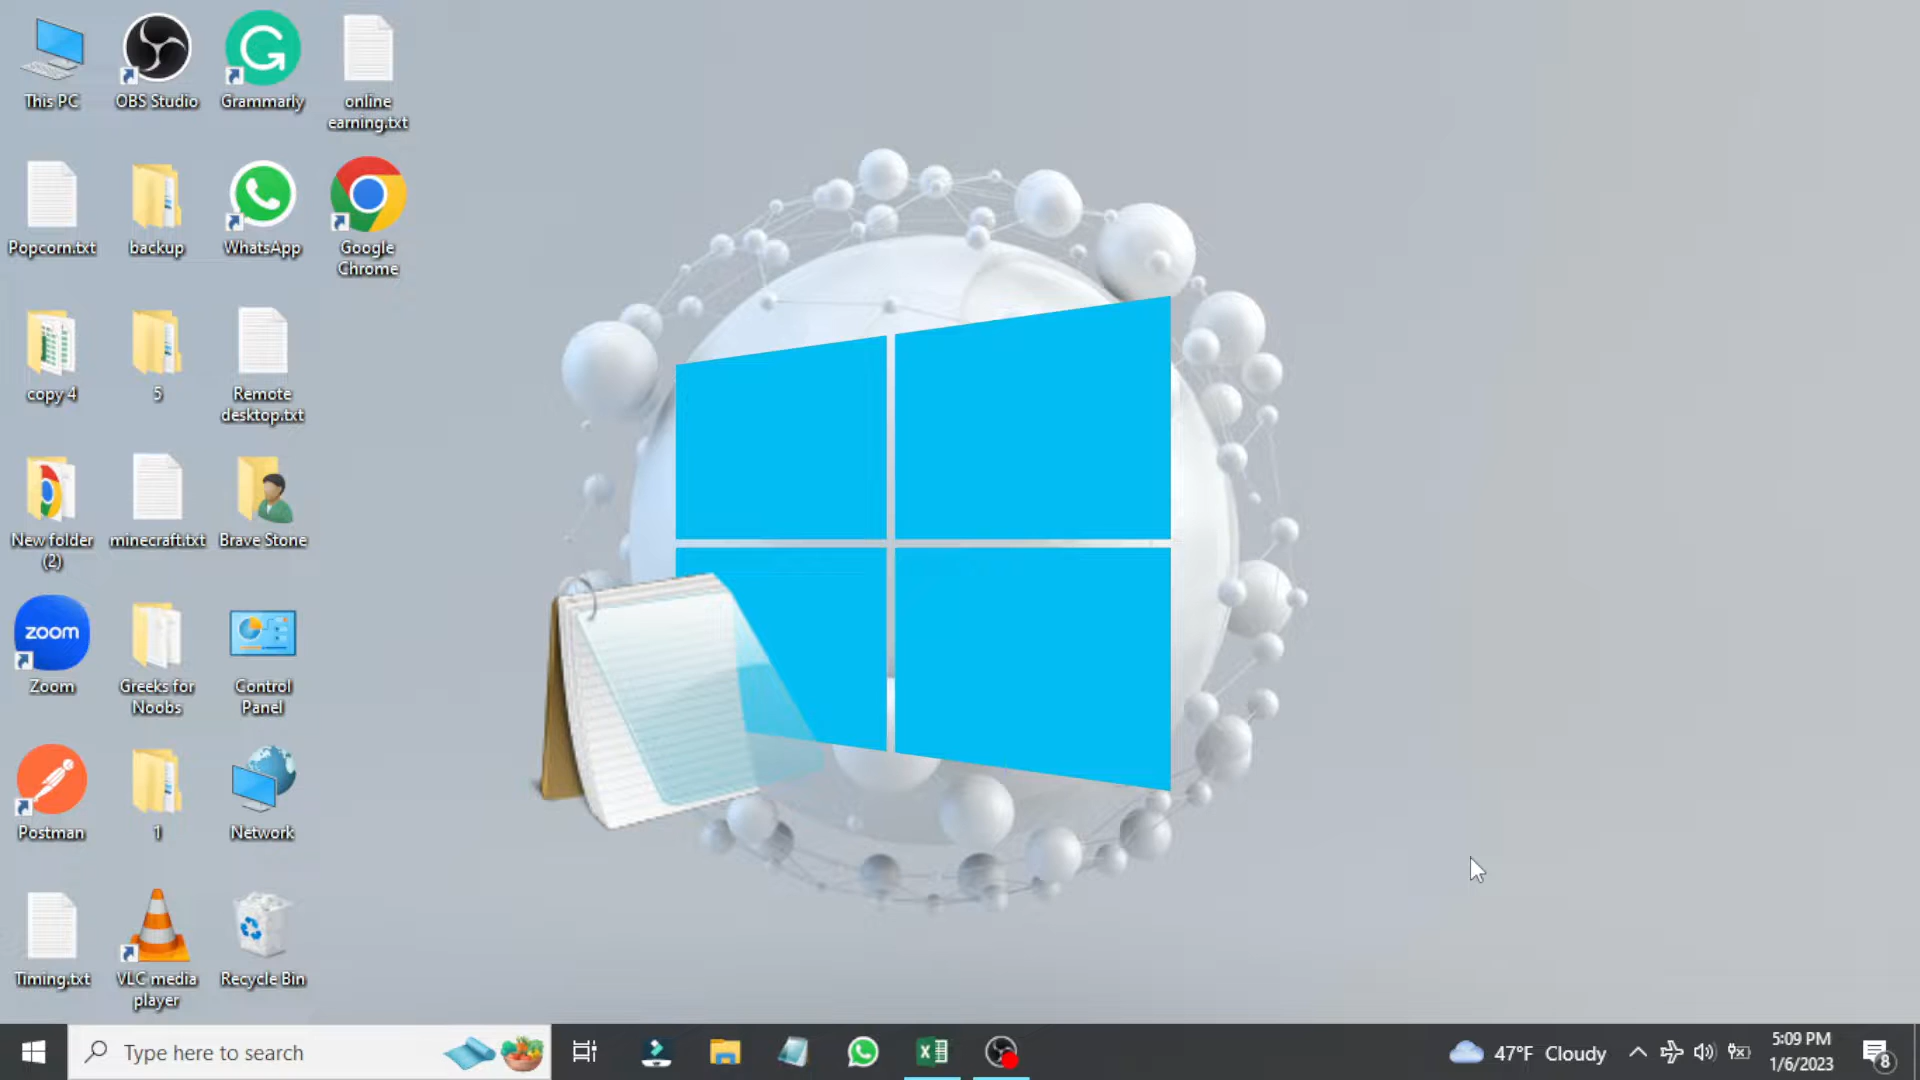 This PC
OBS Studio
Grammarly
online
earning.txt
Popcorn.txt
backup
WhatsApp
Google
Chrome
copy 4
5
Remote
desktop.txt
New folder
(2)
minecraft.txt
Brave Stone
zoom
Zoom
Greeks for
Noobs
Control
Panel
Postman
1
Network
Timing.txt
VLC media
player
Recycle Bin
Type here to search
47°F Cloudy
5:09 PM
1/6/2023
8